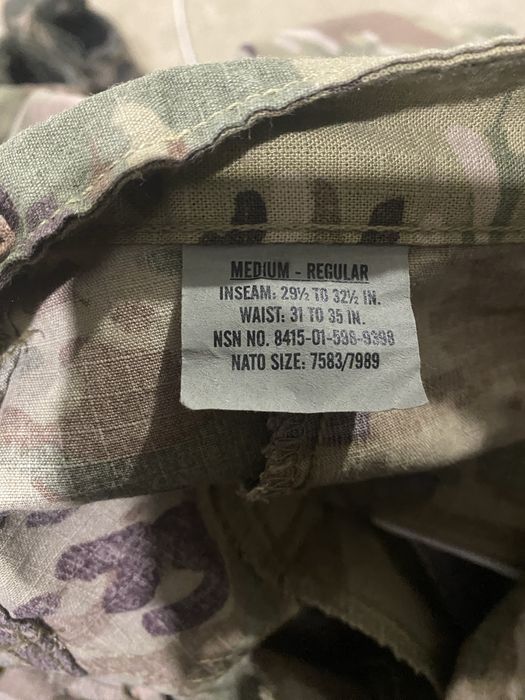 MEDIUM - REGULAR
INSEAM: 29½ TO 32½ IN.
WAIST: 31 TO 35 IN.
NSN NO. 8415-01-598-9998
NATO SIZE: 7583/7989